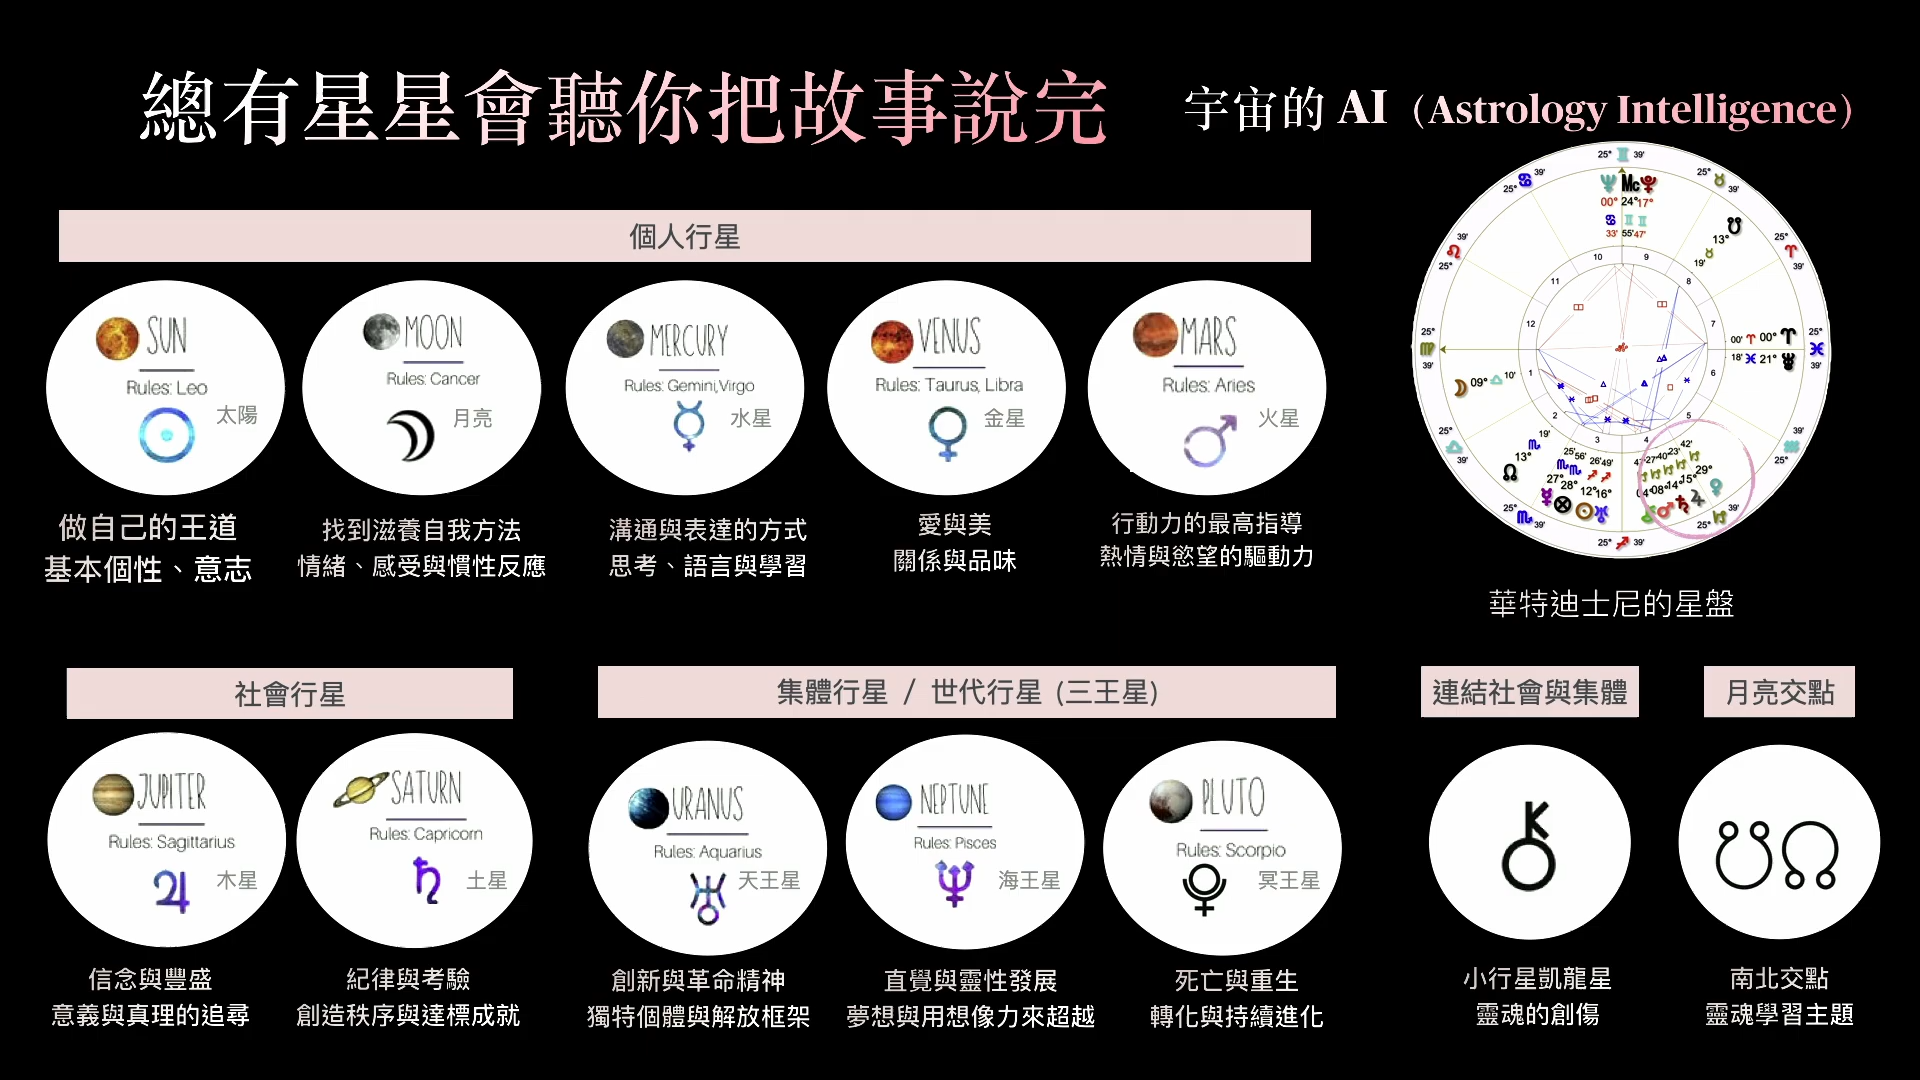 總有星星會聽你把故事說完
宇宙的 AI（Astrology Intelligence）
個人行星
SUN
Rules: Leo
太陽
做自己的王道
基本個性、意志
MOON
Rules: Cancer
月亮
找到滋養自我方法
情緒、感受與慣性反應
MERCURY
Rules: Gemini,Virgo
水星
溝通與表達的方式
思考、語言與學習
VENUS
Rules: Taurus, Libra
金星
愛與美
關係與品味
MARS
Rules: Aries
火星
行動力的最高指導
熱情與慾望的驅動力
華特迪士尼的星盤
社會行星
JUPITER
Rules: Sagittarius
木星
信念與豐盛
意義與真理的追尋
SATURN
Rules: Capricorn
土星
紀律與考驗
創造秩序與達標成就
集體行星 / 世代行星 (三王星)
URANUS
Rules: Aquarius
天王星
創新與革命精神
獨特個體與解放框架
NEPTUNE
Rules: Pisces
海王星
直覺與靈性發展
夢想與用想像力來超越
PLUTO
Rules: Scorpio
冥王星
死亡與重生
轉化與持續進化
連結社會與集體
小行星凱龍星
靈魂的創傷
月亮交點
南北交點
靈魂學習主題